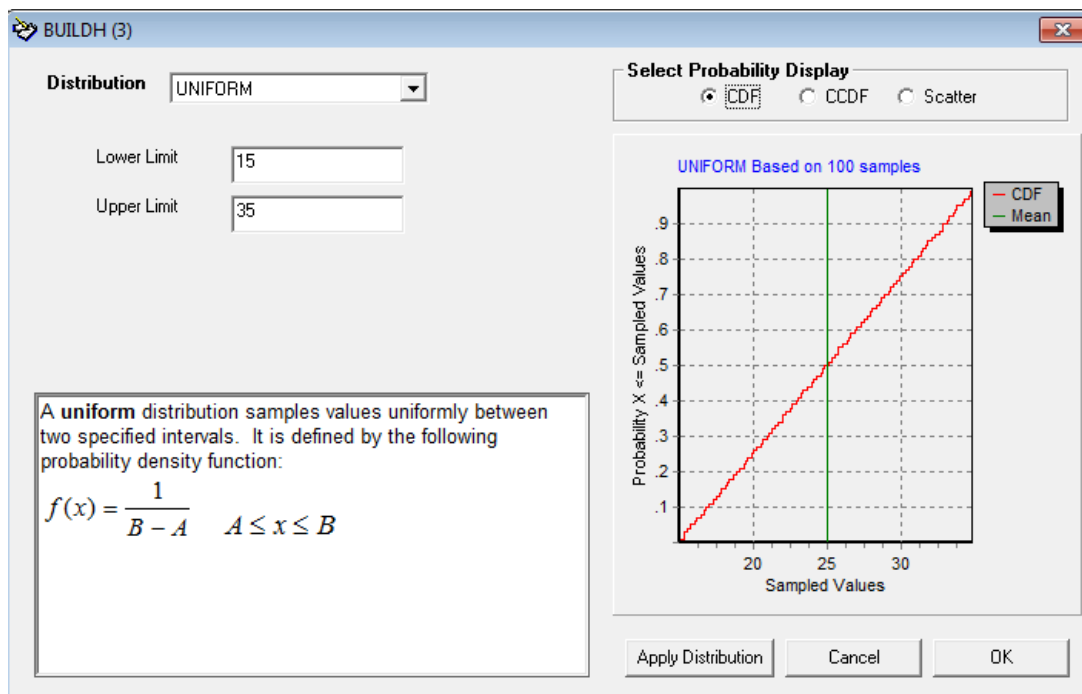 BUILDH (3)
Distribution
UNIFORM
Lower Limit
15
Upper Limit
35
A uniform distribution samples values uniformly between
two specified intervals. It is defined by the following
probability density function:
f(x) = 1 / (B − A)    A ≤ x ≤ B
Select Probability Display
CDF
CCDF
Scatter
UNIFORM Based on 100 samples
CDF
Mean
Probability X <= Sampled Values
.9
.8
.7
.6
.5
.4
.3
.2
.1
20 25 30
Sampled Values
Apply Distribution
Cancel
OK